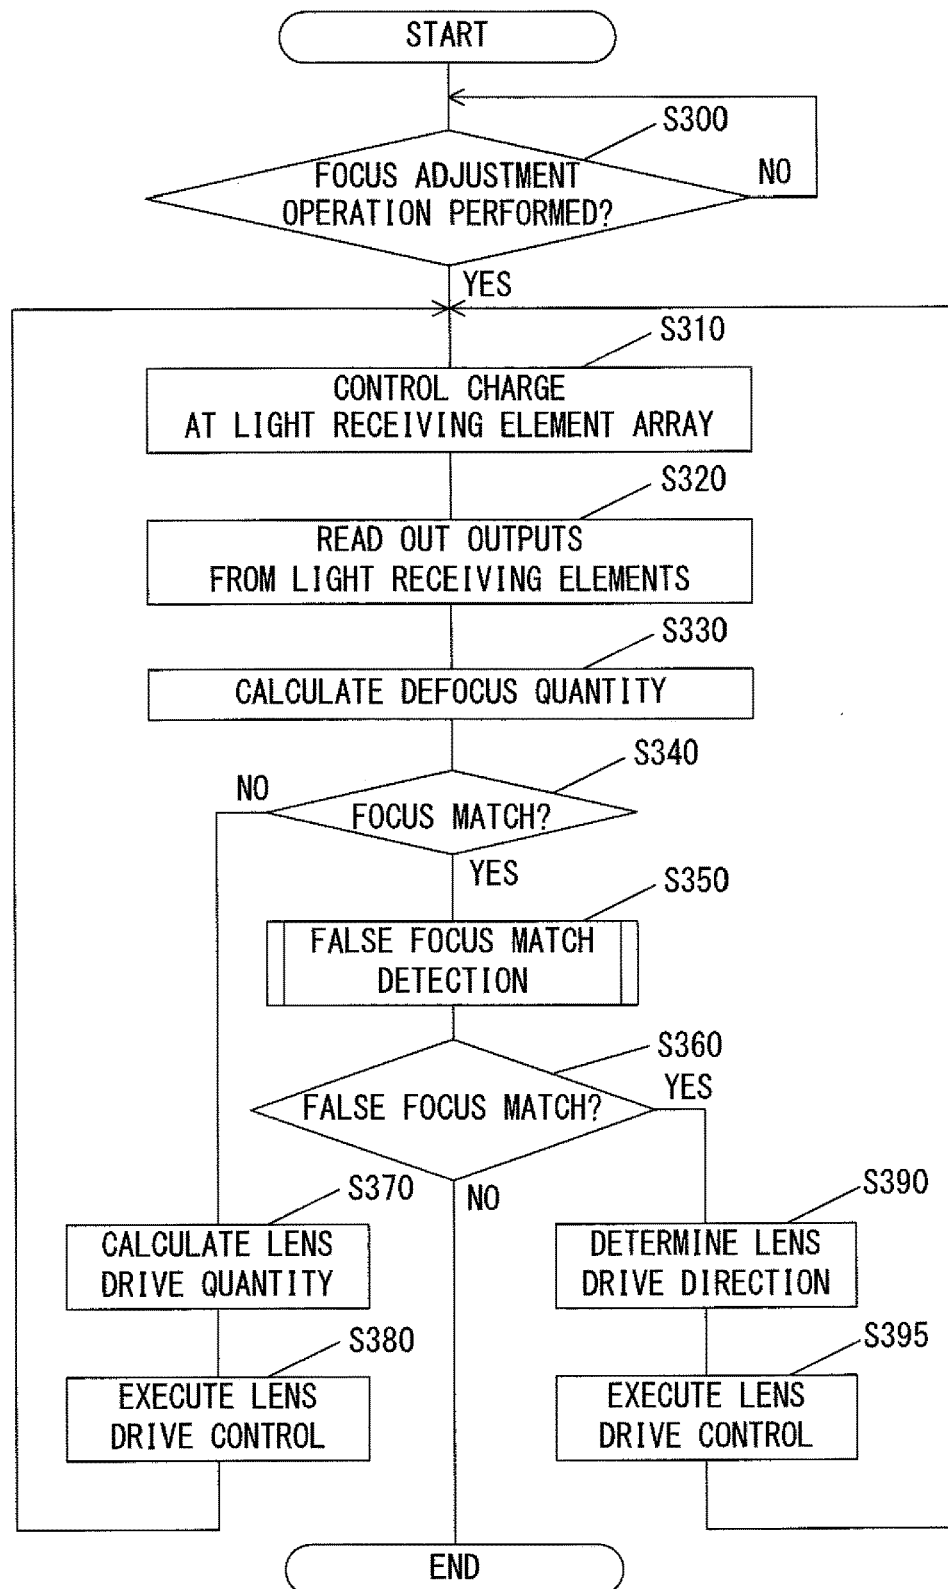 START
S300
FOCUS ADJUSTMENT
OPERATION PERFORMED?
NO
YES
S310
CONTROL CHARGE
AT LIGHT RECEIVING ELEMENT ARRAY
S320
READ OUT OUTPUTS
FROM LIGHT RECEIVING ELEMENTS
S330
CALCULATE DEFOCUS QUANTITY
S340
NO
FOCUS MATCH?
YES
S350
FALSE FOCUS MATCH
DETECTION
S360
YES
FALSE FOCUS MATCH?
NO
S370
CALCULATE LENS
DRIVE QUANTITY
S380
EXECUTE LENS
DRIVE CONTROL
S390
DETERMINE LENS
DRIVE DIRECTION
S395
EXECUTE LENS
DRIVE CONTROL
END